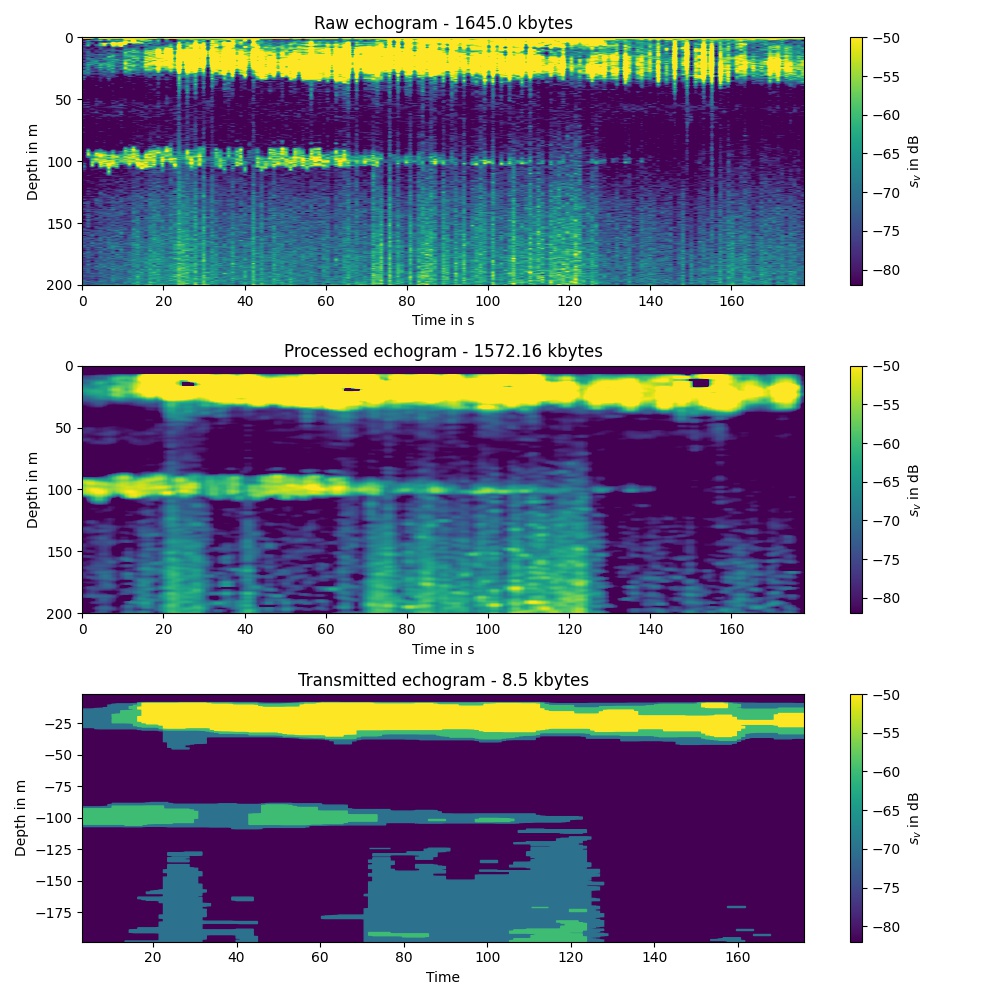 Raw echogram - 1645.0 kbytes
0
50
100
150
200
Depth in m
0 20 40 60 80 100 120 140 160
Time in s
−50
−55
−60
−65
−70
−75
−80
sv in dB
Processed echogram - 1572.16 kbytes
0
50
100
150
200
Depth in m
0 20 40 60 80 100 120 140 160
Time in s
−50
−55
−60
−65
−70
−75
−80
sv in dB
Transmitted echogram - 8.5 kbytes
−25
−50
−75
−100
−125
−150
−175
Depth in m
20 40 60 80 100 120 140 160
Time
−50
−55
−60
−65
−70
−75
−80
sv in dB